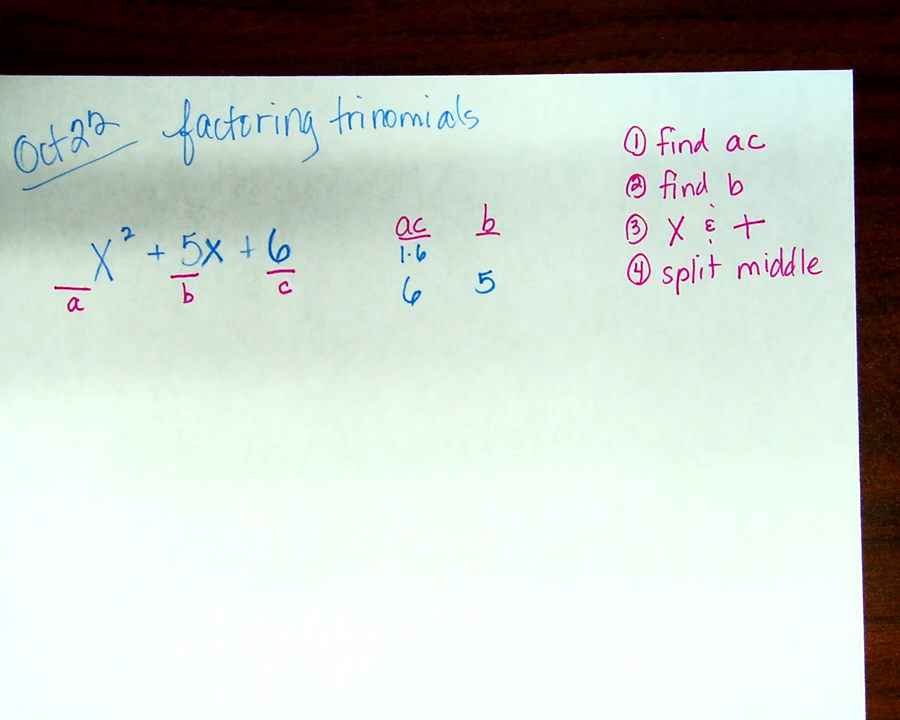 Oct 22 factoring trinomials
x² + 5x + 6
a b c
ac b
1·6
6 5
① find ac
② find b
③ X & +
④ split middle